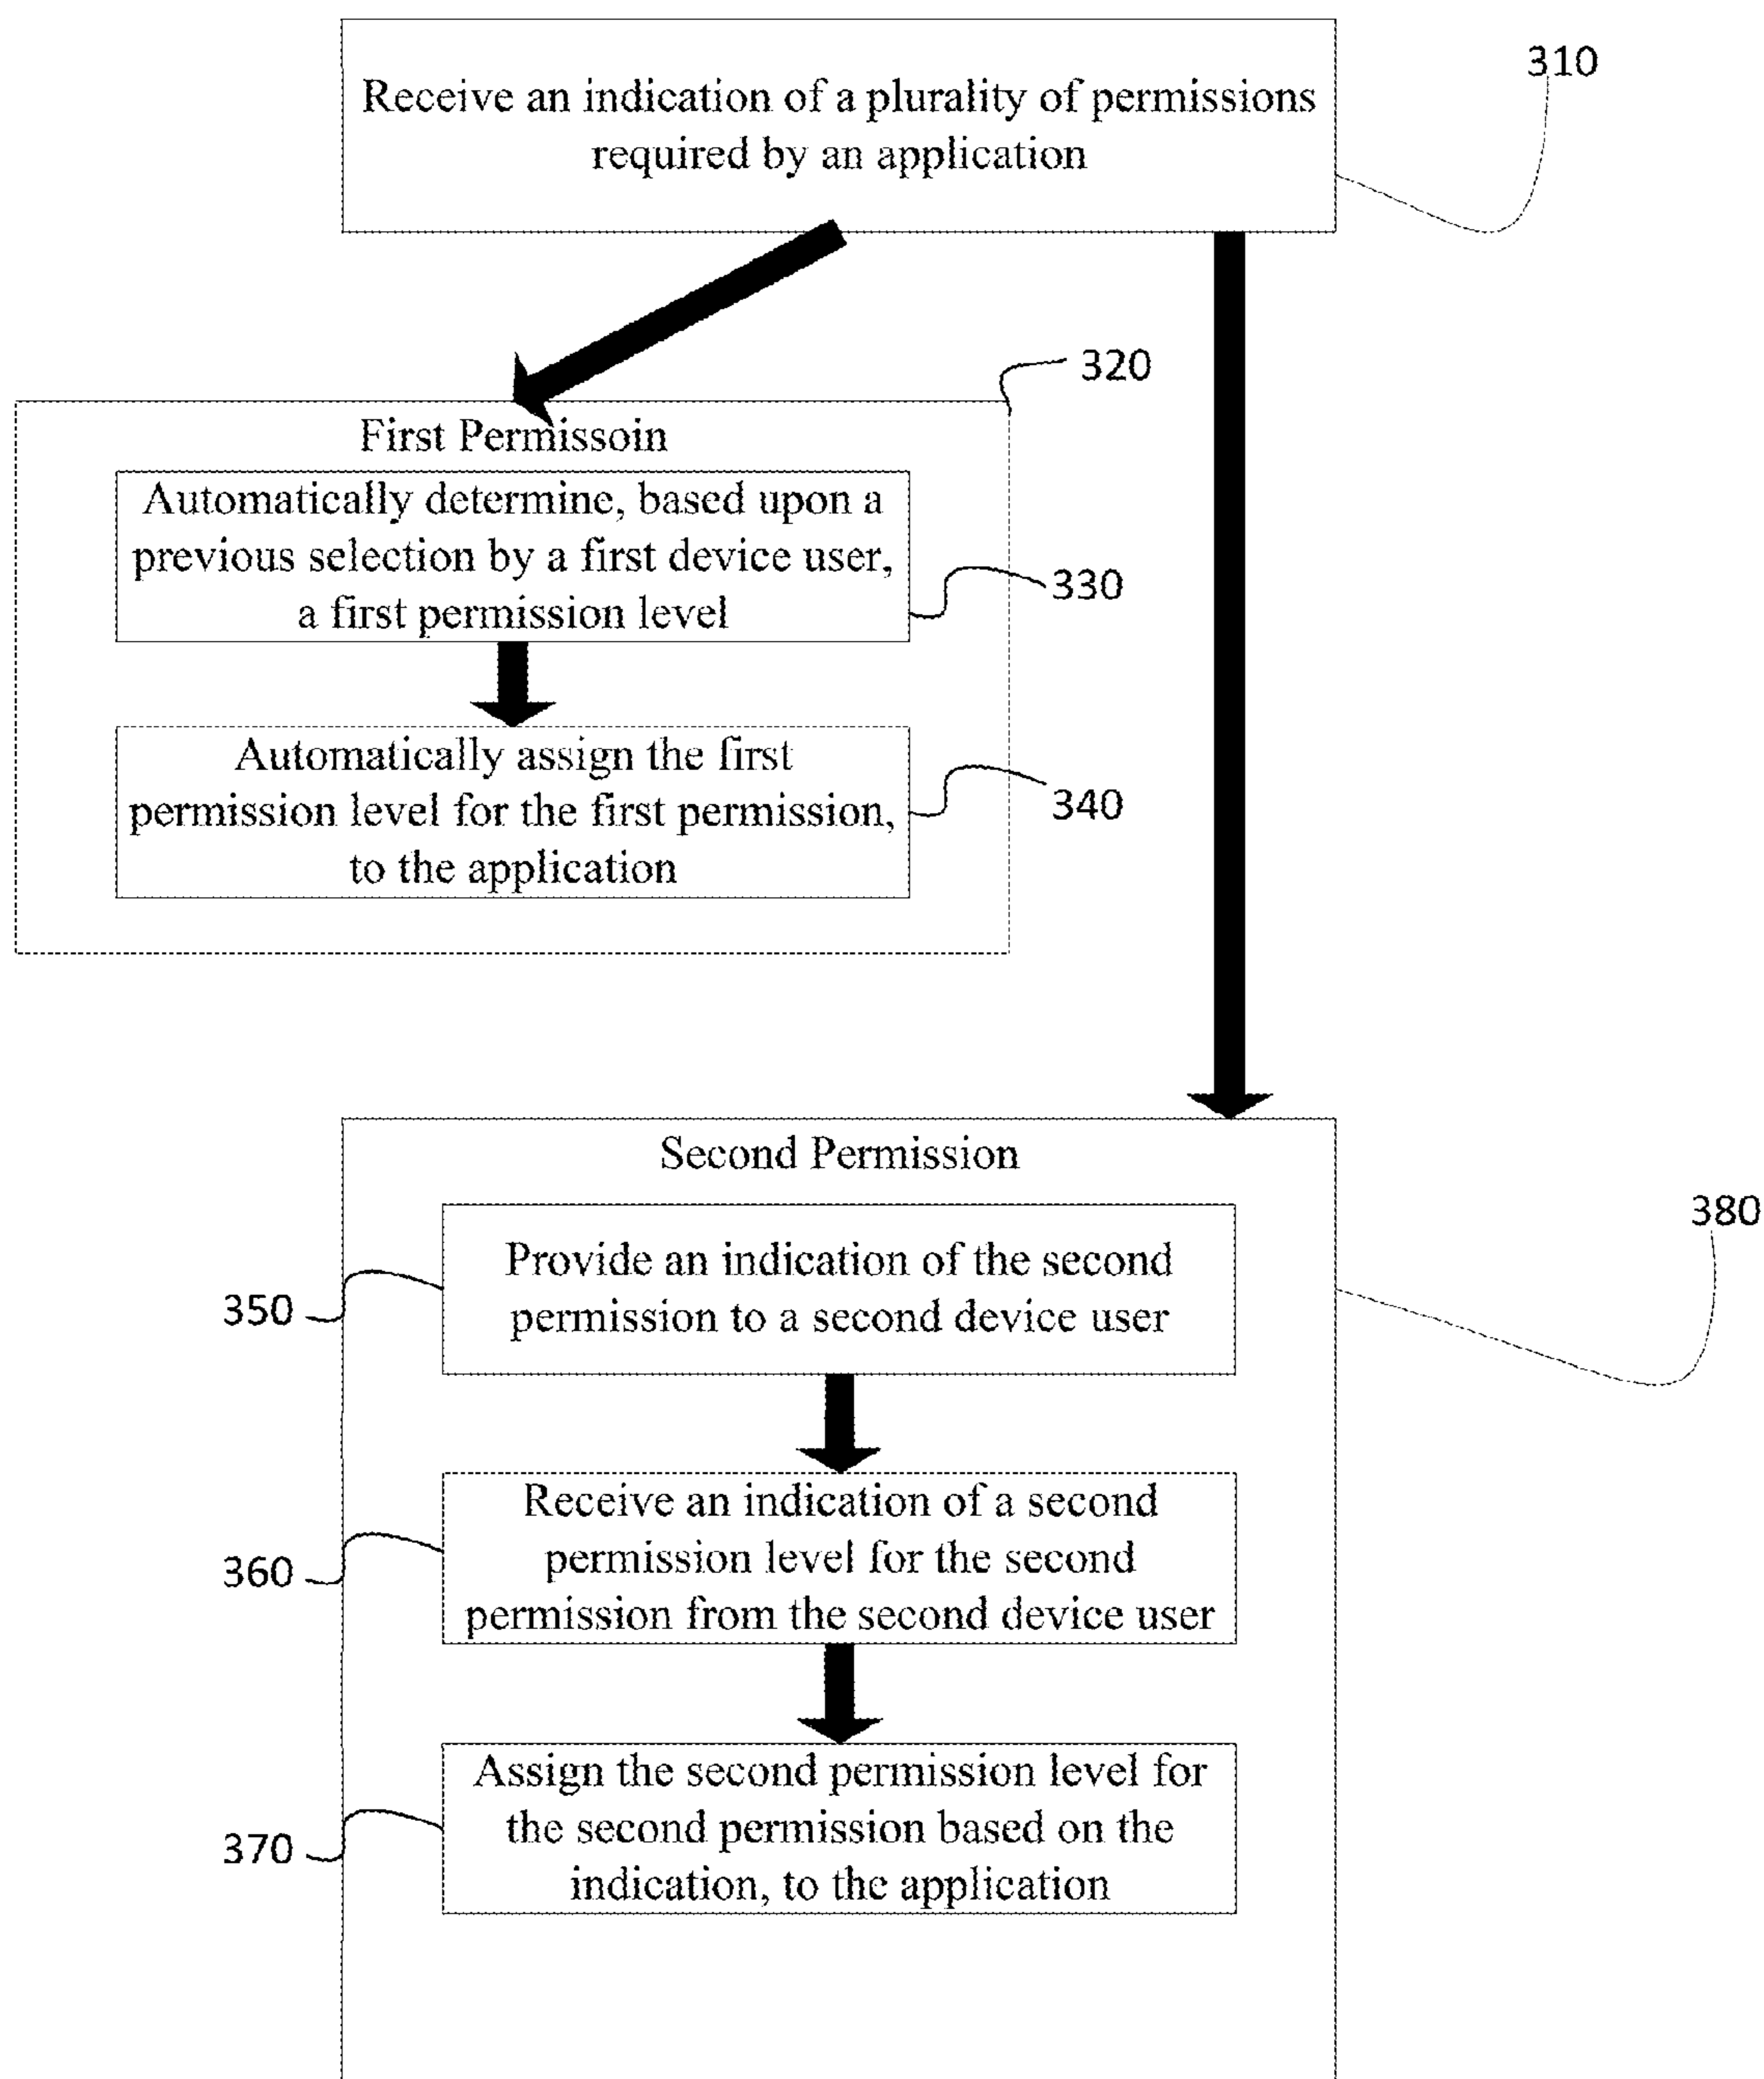 Receive an indication of a plurality of permissions
required by an application
310
320
First Permissoin
Automatically determine, based upon a
previous selection by a first device user,
a first permission level
330
Automatically assign the first
permission level for the first permission,
to the application
340
Second Permission
380
Provide an indication of the second
permission to a second device user
350
Receive an indication of a second
permission level for the second
permission from the second device user
360
Assign the second permission level for
the second permission based on the
indication, to the application
370